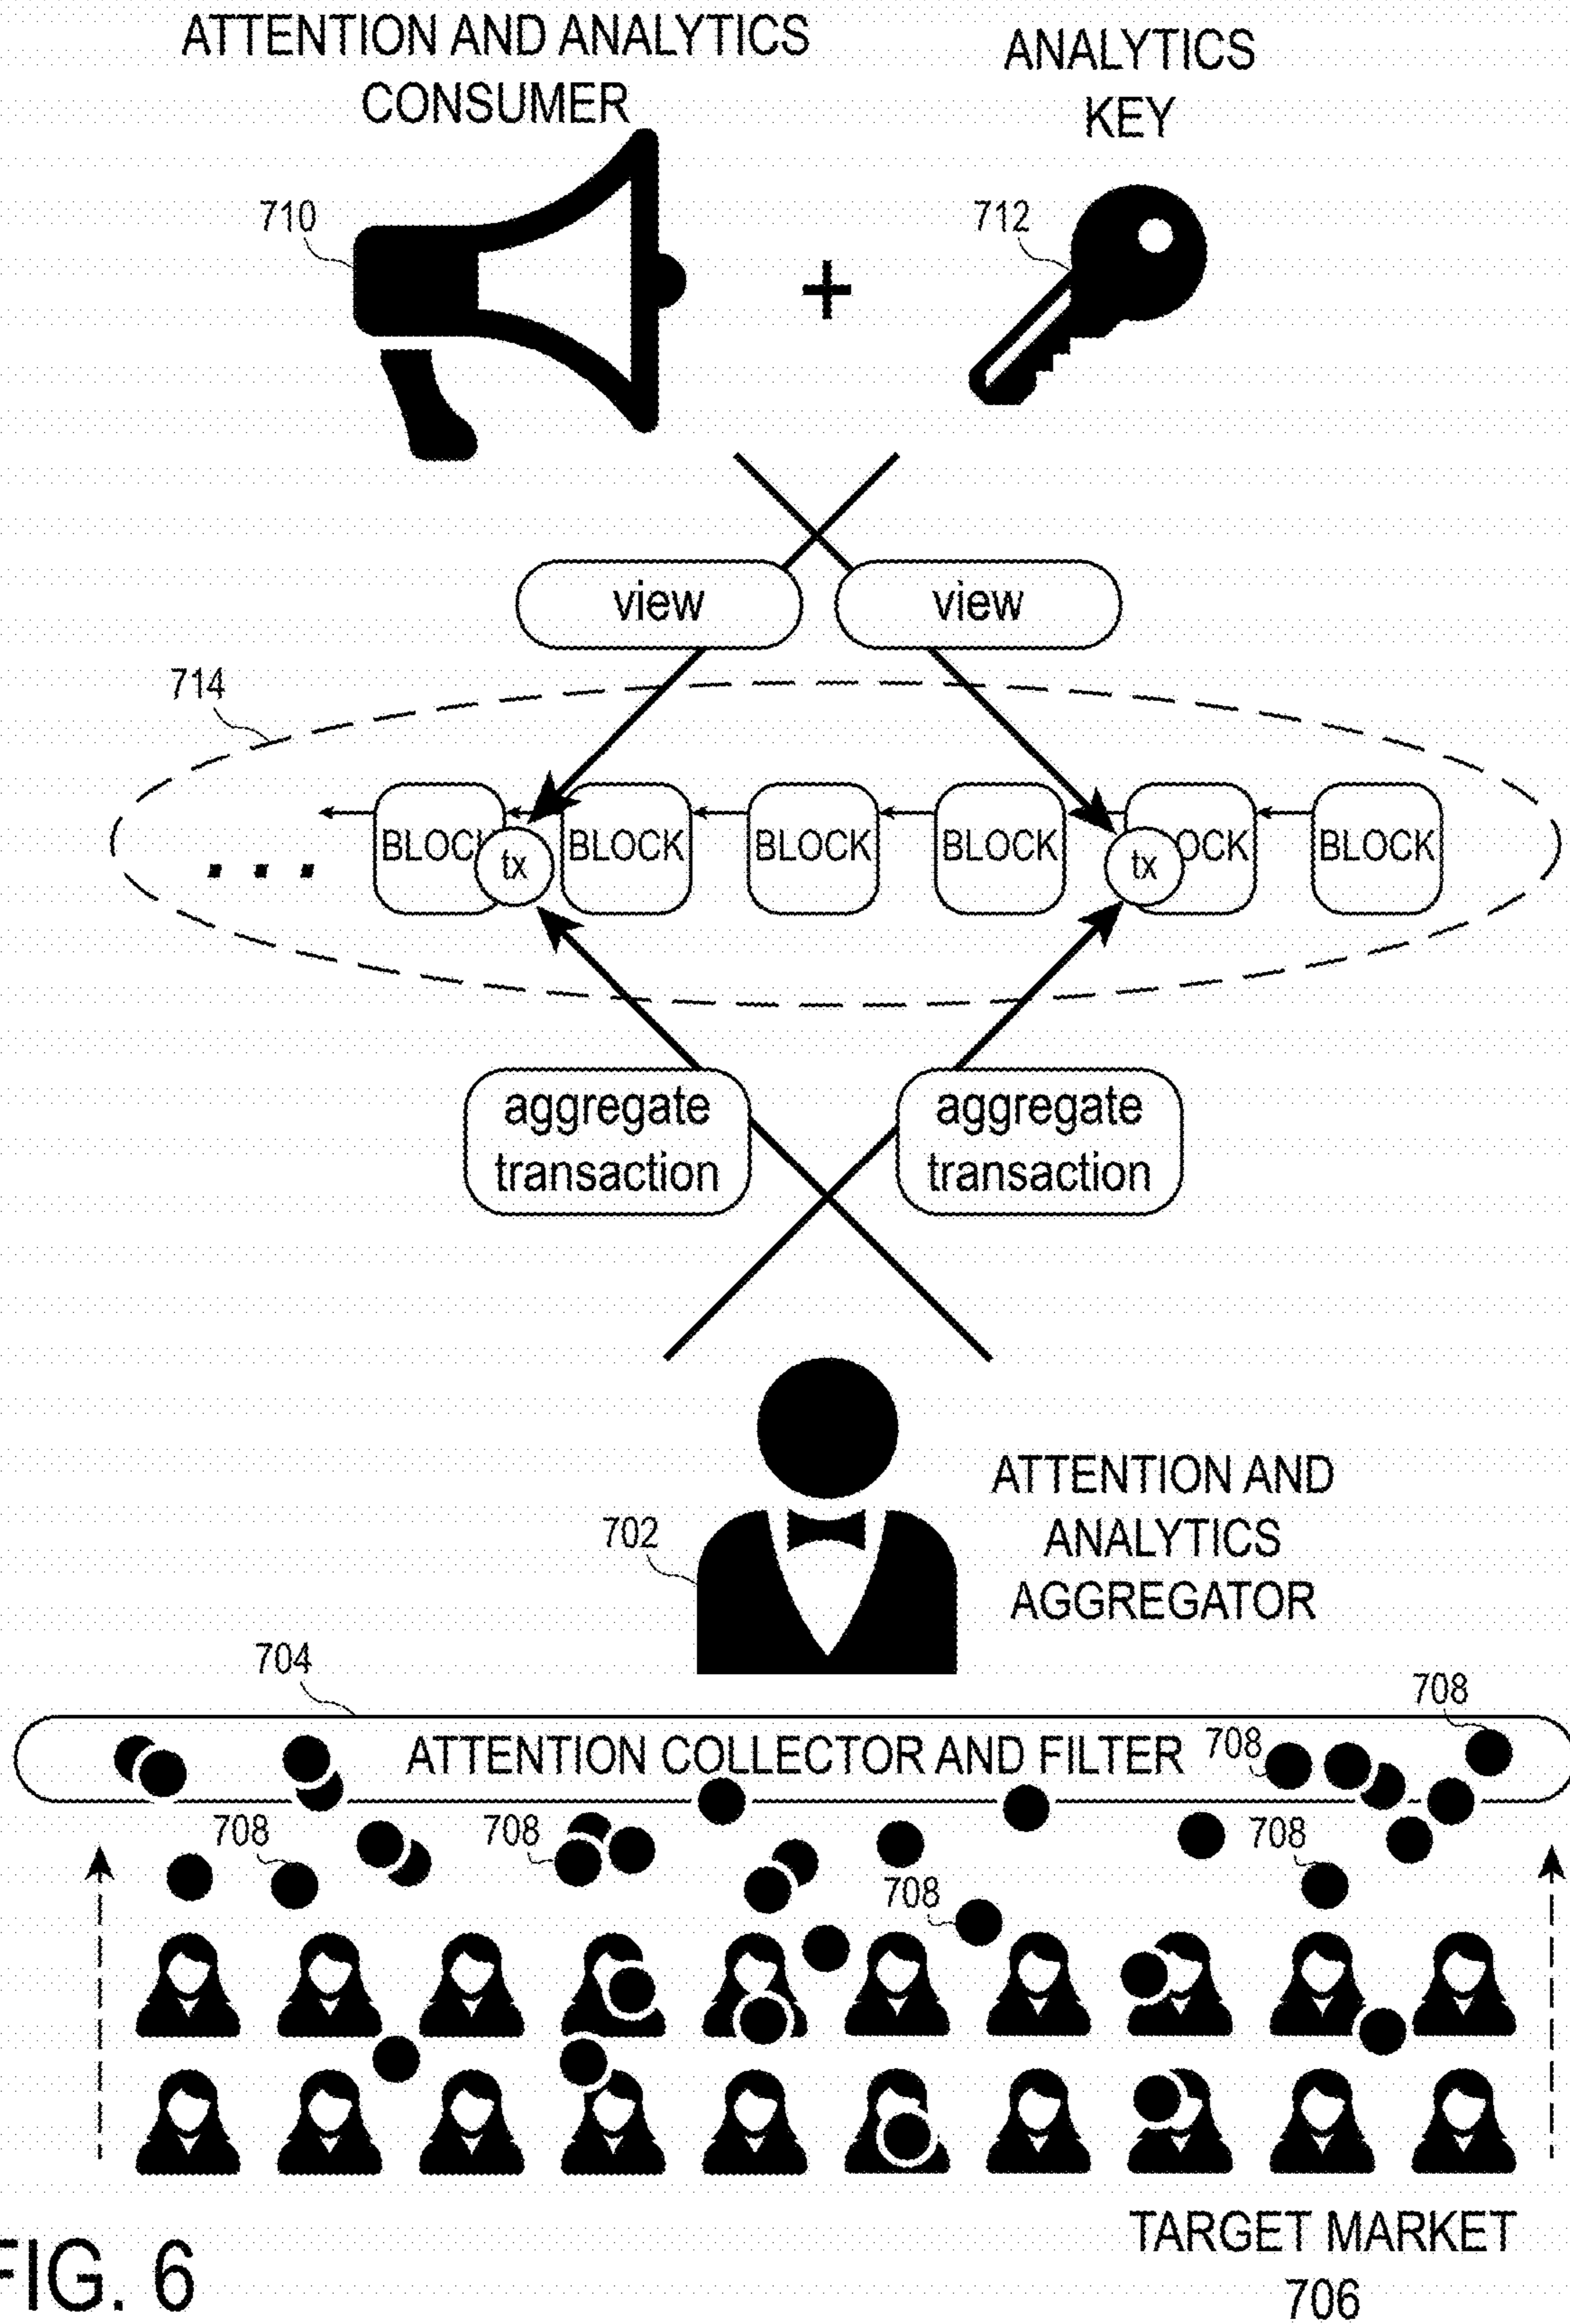 ATTENTION AND ANALYTICS
CONSUMER
ANALYTICS
KEY
710
712
+
view
view
714
...
BLOCK
tx
BLOCK
BLOCK
BLOCK
tx
OCK
BLOCK
aggregate
transaction
aggregate
transaction
702
ATTENTION AND
ANALYTICS
AGGREGATOR
704
708
ATTENTION COLLECTOR AND FILTER
708
708
708
708
708
TARGET MARKET
706
FIG. 6